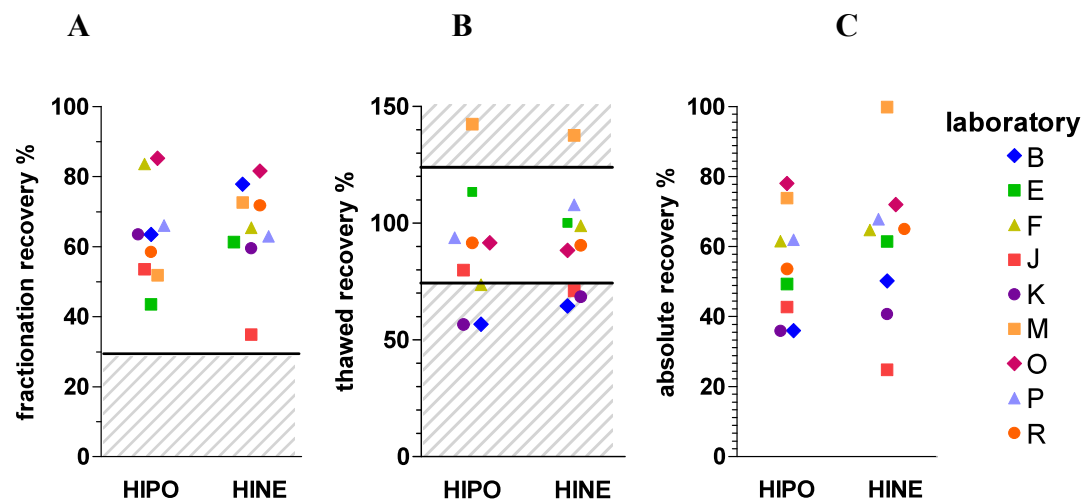 A
B
C
fractionation recovery %
100
80
60
40
20
0
HIPO
HINE
thawed recovery %
150
100
50
0
HIPO
HINE
absolute recovery %
100
80
60
40
20
0
HIPO
HINE
laboratory
B
E
F
J
K
M
O
P
R